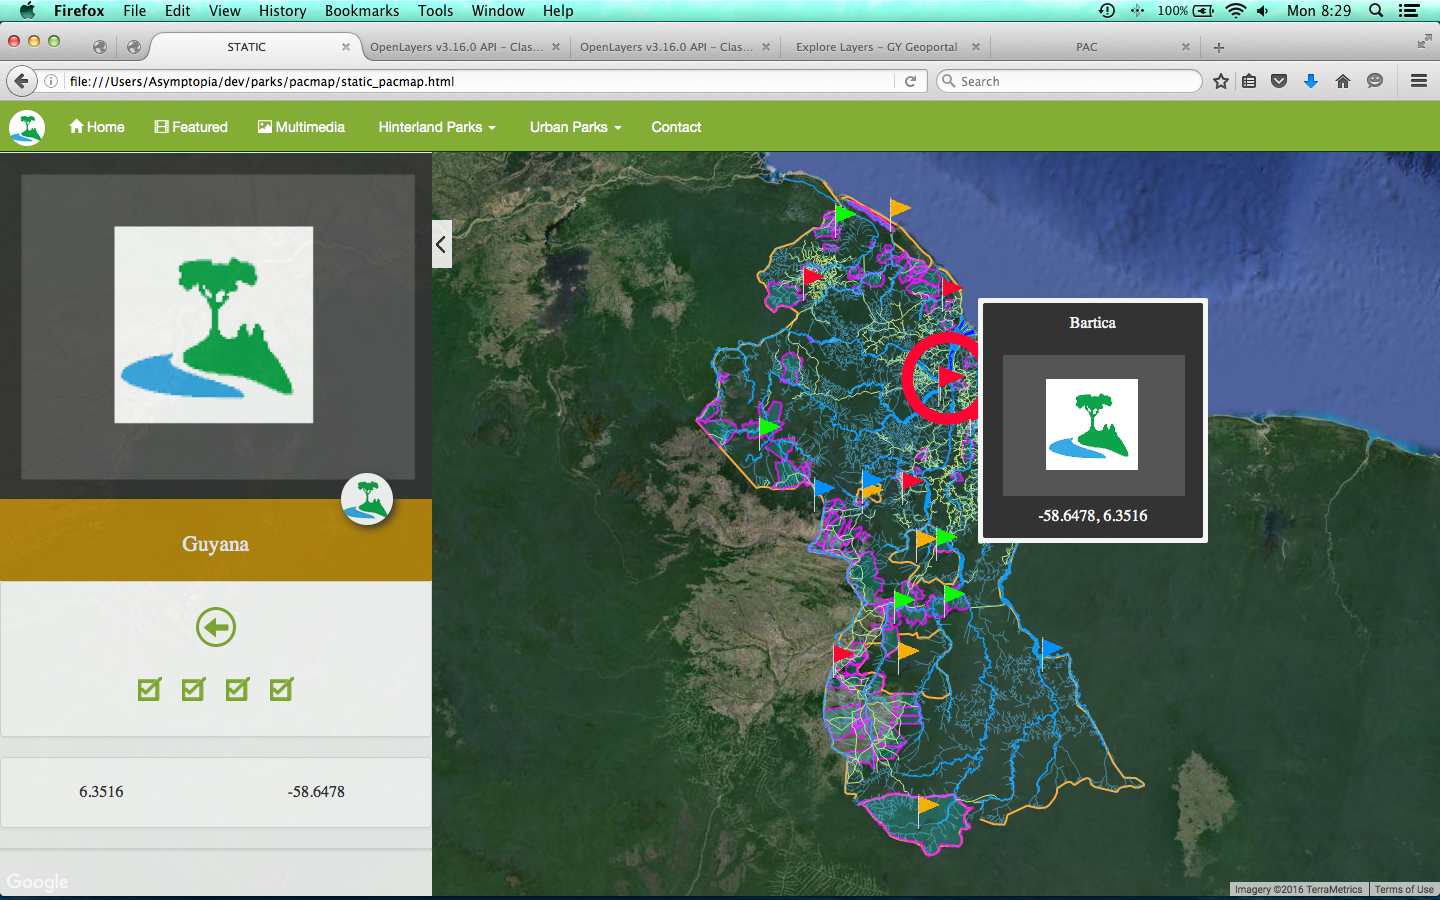 Firefox File Edit View History Bookmarks Tools Window Help 100% Mon 8:29
STATIC OpenLayers v3.16.0 API - Clas... OpenLayers v3.16.0 API - Clas... Explore Layers - GY Geoportal PAC
file:///Users/Asymptopia/dev/parks/pacmap/static_pacmap.html Search
Home Featured Multimedia Hinterland Parks Urban Parks Contact
Bartica
-58.6478, 6.3516
Guyana
6.3516 -58.6478
Google
Imagery ©2016 TerraMetrics Terms of Use